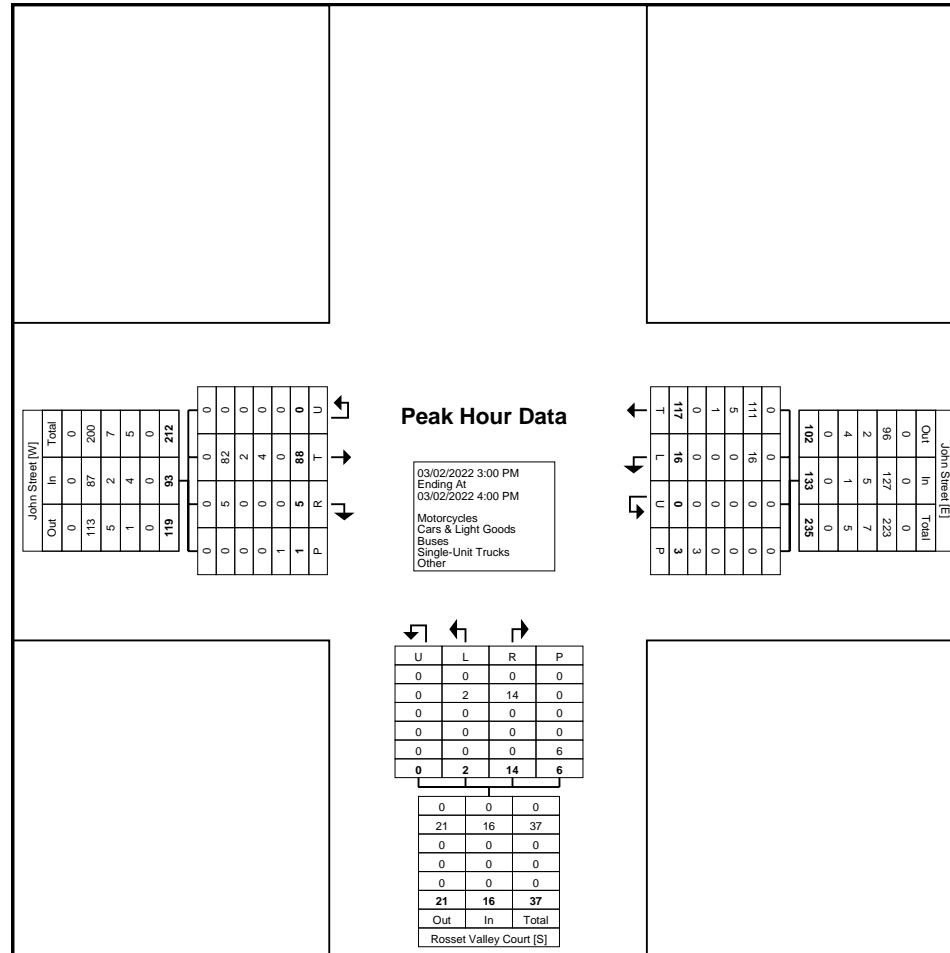 John Street [W]
Total 0 200 7 5 0 212
In 0 87 2 4 0 93
Out 0 113 5 1 0 119
0 0 0 0 0 0 U
0 82 2 4 0 88 T
0 5 0 0 0 5 R
0 0 0 0 1 1 P
Peak Hour Data
03/02/2022 3:00 PM
Ending At
03/02/2022 4:00 PM
Motorcycles
Cars & Light Goods
Buses
Single-Unit Trucks
Other
T 117 0 1 5 111 0
L 16 0 0 0 16 0
U 0 0 0 0 0 0
P 3 3 0 0 0 0
102 0 4 2 96 0 Out
133 0 1 5 127 0 In
235 0 5 7 223 0 Total
John Street [E]
U L R P
0 0 0 0
0 2 14 0
0 0 0 0
0 0 0 0
0 0 0 6
0 2 14 6
0 0 0
21 16 37
0 0 0
0 0 0
0 0 0
21 16 37
Out In Total
Rosset Valley Court [S]